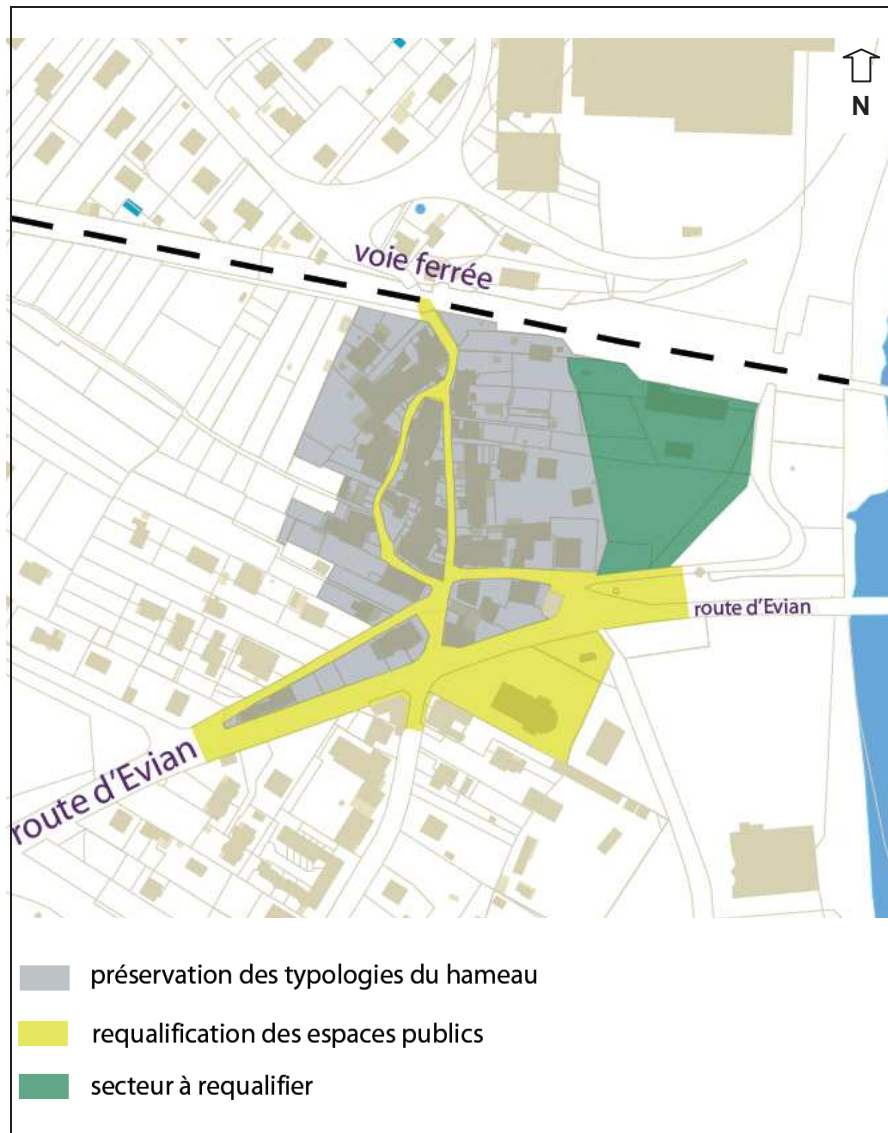 N
voie ferrée
route d'Evian
route d'Evian
préservation des typologies du hameau
requalification des espaces publics
secteur à requalifier